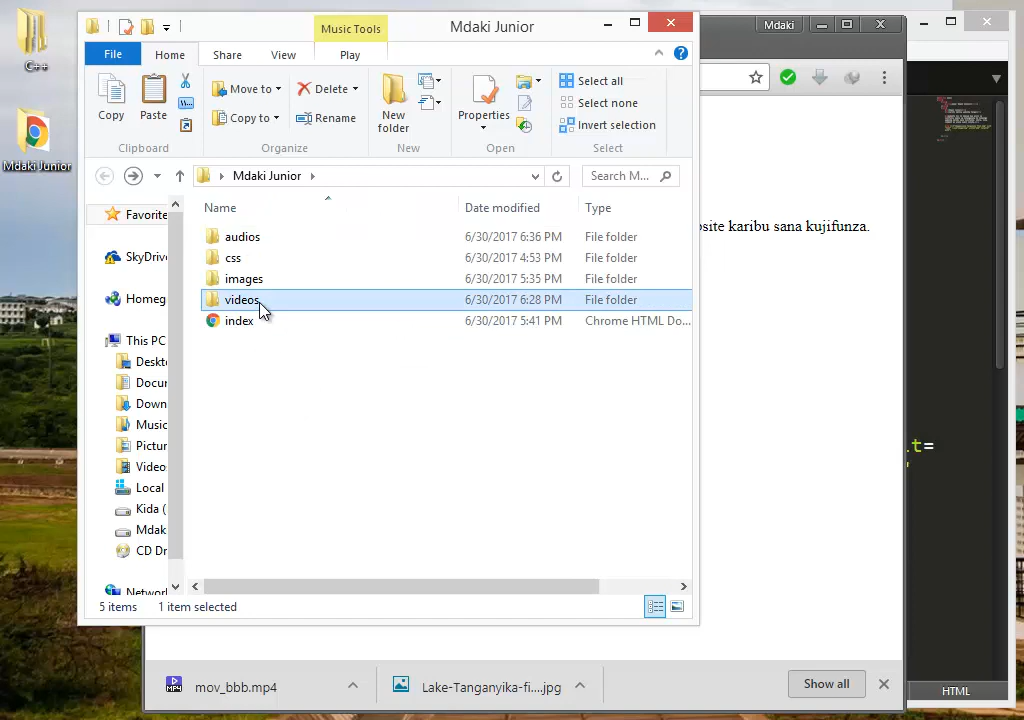 C++
Mdaki Junior
Music Tools
Mdaki Junior
File
Home
Share
View
Play
Copy
Paste
Clipboard
Move to
Copy to
Delete
Rename
Organize
New
folder
New
Properties
Open
Select all
Select none
Invert selection
Select
Mdaki Junior
Search M...
Name
Date modified
Type
audios
6/30/2017 6:36 PM
File folder
css
6/30/2017 4:53 PM
File folder
images
6/30/2017 5:35 PM
File folder
videos
6/30/2017 6:28 PM
File folder
index
6/30/2017 5:41 PM
Chrome HTML Do...
Favorite
SkyDrive
Homeg
This PC
Deskt
Docur
Down
Music
Pictur
Video
Local
Kida (
Mdak
CD Dr
Networ
5 items
1 item selected
Mdaki
osite karibu sana kujifunza.
t=
mov_bbb.mp4
MP4
Lake-Tanganyika-fi....jpg
Show all
HTML